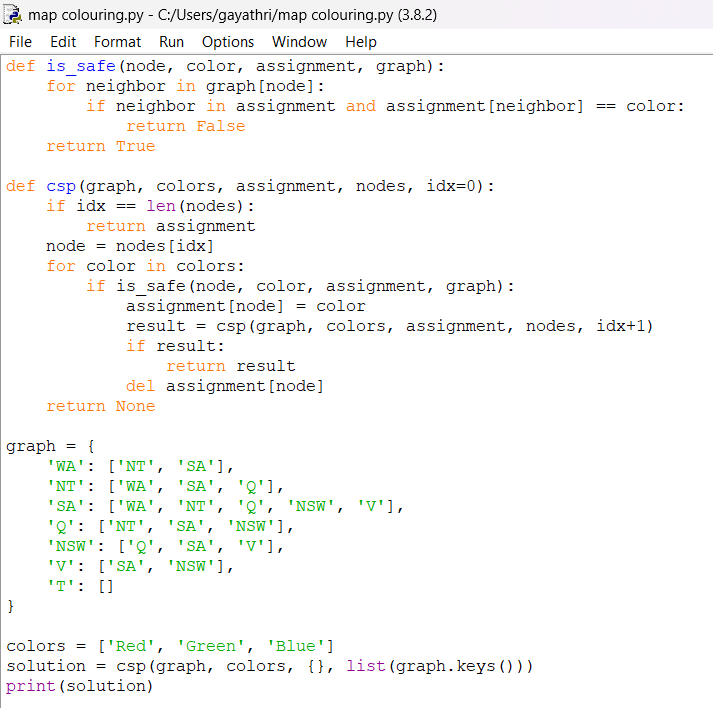 map colouring.py - C:/Users/gayathri/map colouring.py (3.8.2)
File Edit Format Run Options Window Help
def is_safe(node, color, assignment, graph):
    for neighbor in graph[node]:
        if neighbor in assignment and assignment[neighbor] == color:
            return False
    return True

def csp(graph, colors, assignment, nodes, idx=0):
    if idx == len(nodes):
        return assignment
    node = nodes[idx]
    for color in colors:
        if is_safe(node, color, assignment, graph):
            assignment[node] = color
            result = csp(graph, colors, assignment, nodes, idx+1)
            if result:
                return result
            del assignment[node]
    return None

graph = {
    'WA': ['NT', 'SA'],
    'NT': ['WA', 'SA', 'Q'],
    'SA': ['WA', 'NT', 'Q', 'NSW', 'V'],
    'Q': ['NT', 'SA', 'NSW'],
    'NSW': ['Q', 'SA', 'V'],
    'V': ['SA', 'NSW'],
    'T': []
}

colors = ['Red', 'Green', 'Blue']
solution = csp(graph, colors, {}, list(graph.keys()))
print(solution)